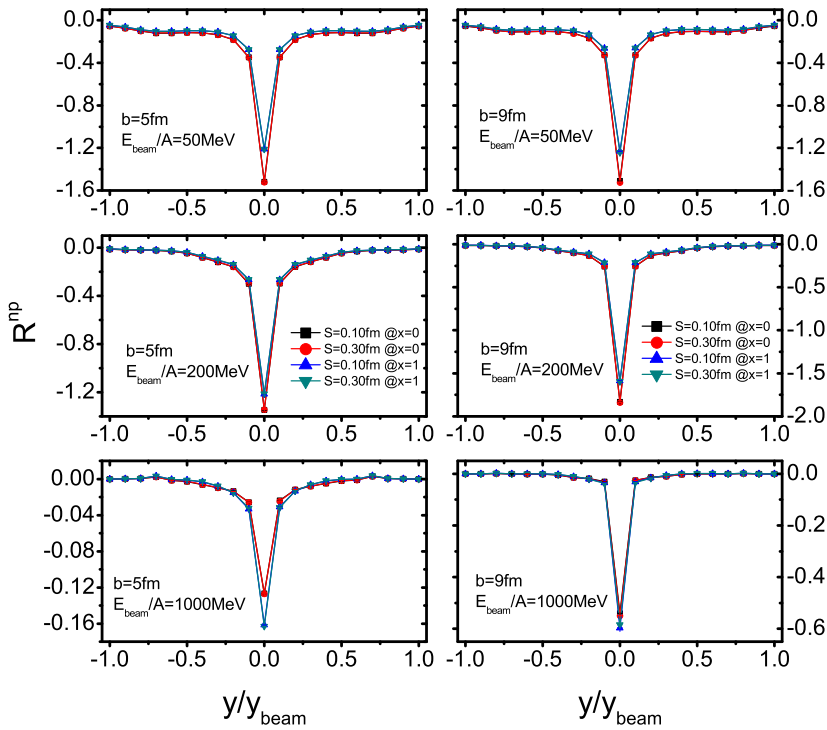 0.0
-0.4
-0.8
-1.2
-1.6
b=5fm
E_beam/A=50MeV
-1.0 -0.5 0.0 0.5 1.0
b=9fm
E_beam/A=50MeV
0.0
-0.4
-0.8
-1.2
-1.6
-1.0 -0.5 0.0 0.5 1.0
R^np
0.0
-0.4
-0.8
-1.2
b=5fm
E_beam/A=200MeV
S=0.10fm @x=0
S=0.30fm @x=0
S=0.10fm @x=1
S=0.30fm @x=1
-1.0 -0.5 0.0 0.5 1.0
b=9fm
E_beam/A=200MeV
S=0.10fm @x=0
S=0.30fm @x=0
S=0.10fm @x=1
S=0.30fm @x=1
0.0
-0.5
-1.0
-1.5
-2.0
-1.0 -0.5 0.0 0.5 1.0
0.00
-0.04
-0.08
-0.12
-0.16
b=5fm
E_beam/A=1000MeV
-1.0 -0.5 0.0 0.5 1.0
y/y_beam
b=9fm
E_beam/A=1000MeV
0.0
-0.2
-0.4
-0.6
-1.0 -0.5 0.0 0.5 1.0
y/y_beam